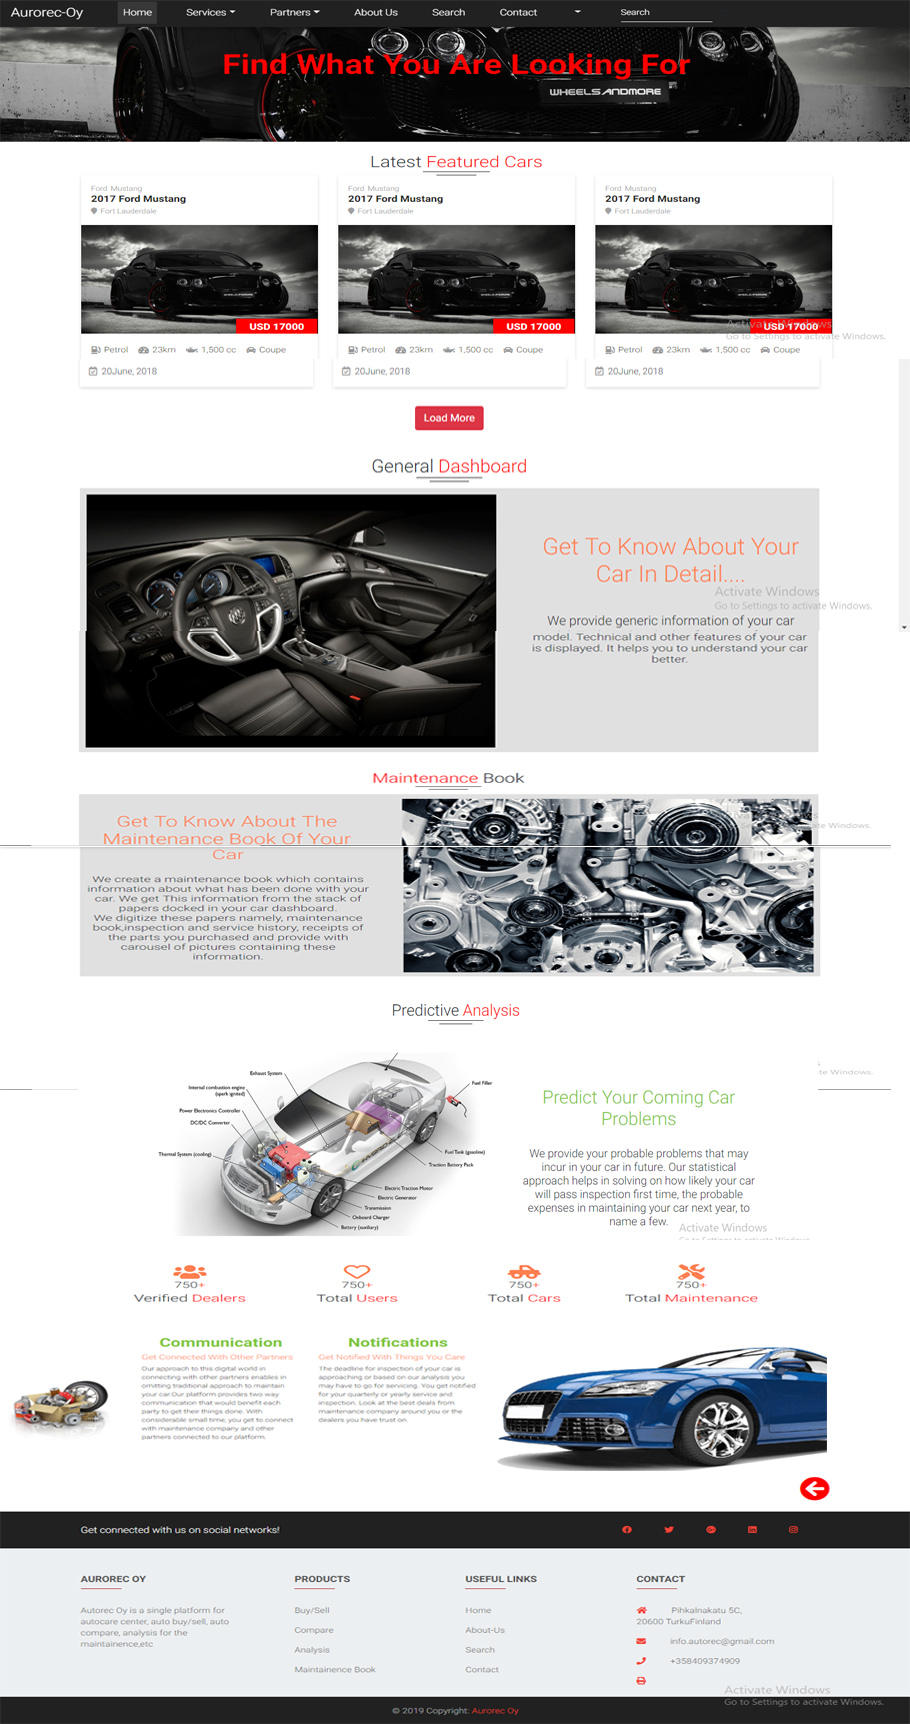 Aurorec-Oy Home Services Partners About Us Search Contact Search
Find What You Are Looking For
WHEELSANDMORE
Latest Featured Cars
Ford Mustang
2017 Ford Mustang
Fort Lauderdale
USD 17000
Petrol 23km 1,500 cc Coupe
20June, 2018
Ford Mustang
2017 Ford Mustang
Fort Lauderdale
USD 17000
Petrol 23km 1,500 cc Coupe
20June, 2018
Ford Mustang
2017 Ford Mustang
Fort Lauderdale
USD 17000
Petrol 23km 1,500 cc Coupe
20June, 2018
Activate Windows
Go to Settings to activate Windows.
Load More
General Dashboard
Get To Know About Your
Car In Detail....
Activate Windows
Go to Settings to activate Windows.
We provide generic information of your car
model. Technical and other features of your car
is displayed. It helps you to understand your car
better.
Maintenance Book
Get To Know About The
Maintenance Book Of Your
Car
We create a maintenance book which contains
information about what has been done with your
car. We get This information from the stack of
papers docked in your car dashboard.
We digitize these papers namely, maintenance
book,inspection and service history, receipts of
the parts you purchased and provide with
carousel of pictures containing these
information.
Windows.
Predictive Analysis
Windows.
Exhaust System
Internal combustion engine
(spark ignited)
Power Electronics Controller
DC/DC Converter
Thermal System (cooling)
Fuel Filler
Fuel Tank (gasoline)
Traction Battery Pack
Electric Traction Motor
Electric Generator
Transmission
Onboard Charger
Battery (auxiliary)
Predict Your Coming Car
Problems
We provide your probable problems that may
incur in your car in future. Our statistical
approach helps in solving on how likely your car
will pass inspection first time, the probable
expenses in maintaining your car next year, to
name a few.
Activate Windows
Go to Settings to activate Windows.
750+
Verified Dealers
750+
Total Users
750+
Total Cars
750+
Total Maintenance
Communication
Get Connected With Other Partners
Our approach to this digital world in
connecting with other partners enables in
omitting traditional approach to maintain
your car.Our platform provides two way
communication that would benefit each
party to get their things done. With
considerable small time, you get to connect
with maintenance company and other
partners connected to our platform.
Notifications
Get Notified With Things You Care
The deadline for inspection of your car is
approaching or based on our analysis you
may have to go for servicing. You get notified
for your quarterly or yearly service and
inspection. Look at the best deals from
maintenance company around you or the
dealers you have trust on.
Get connected with us on social networks!
AUROREC OY
Autorec Oy is a single platform for
autocare center, auto buy/sell, auto
compare, analysis for the
maintainence,etc
PRODUCTS
Buy/Sell
Compare
Analysis
Maintainence Book
USEFUL LINKS
Home
About-Us
Search
Contact
CONTACT
Pihkalnakatu 5C,
20600 TurkuFinland
info.autorec@gmail.com
+358409374909
Activate Windows
Go to Settings to activate Windows.
© 2019 Copyright: Aurorec Oy